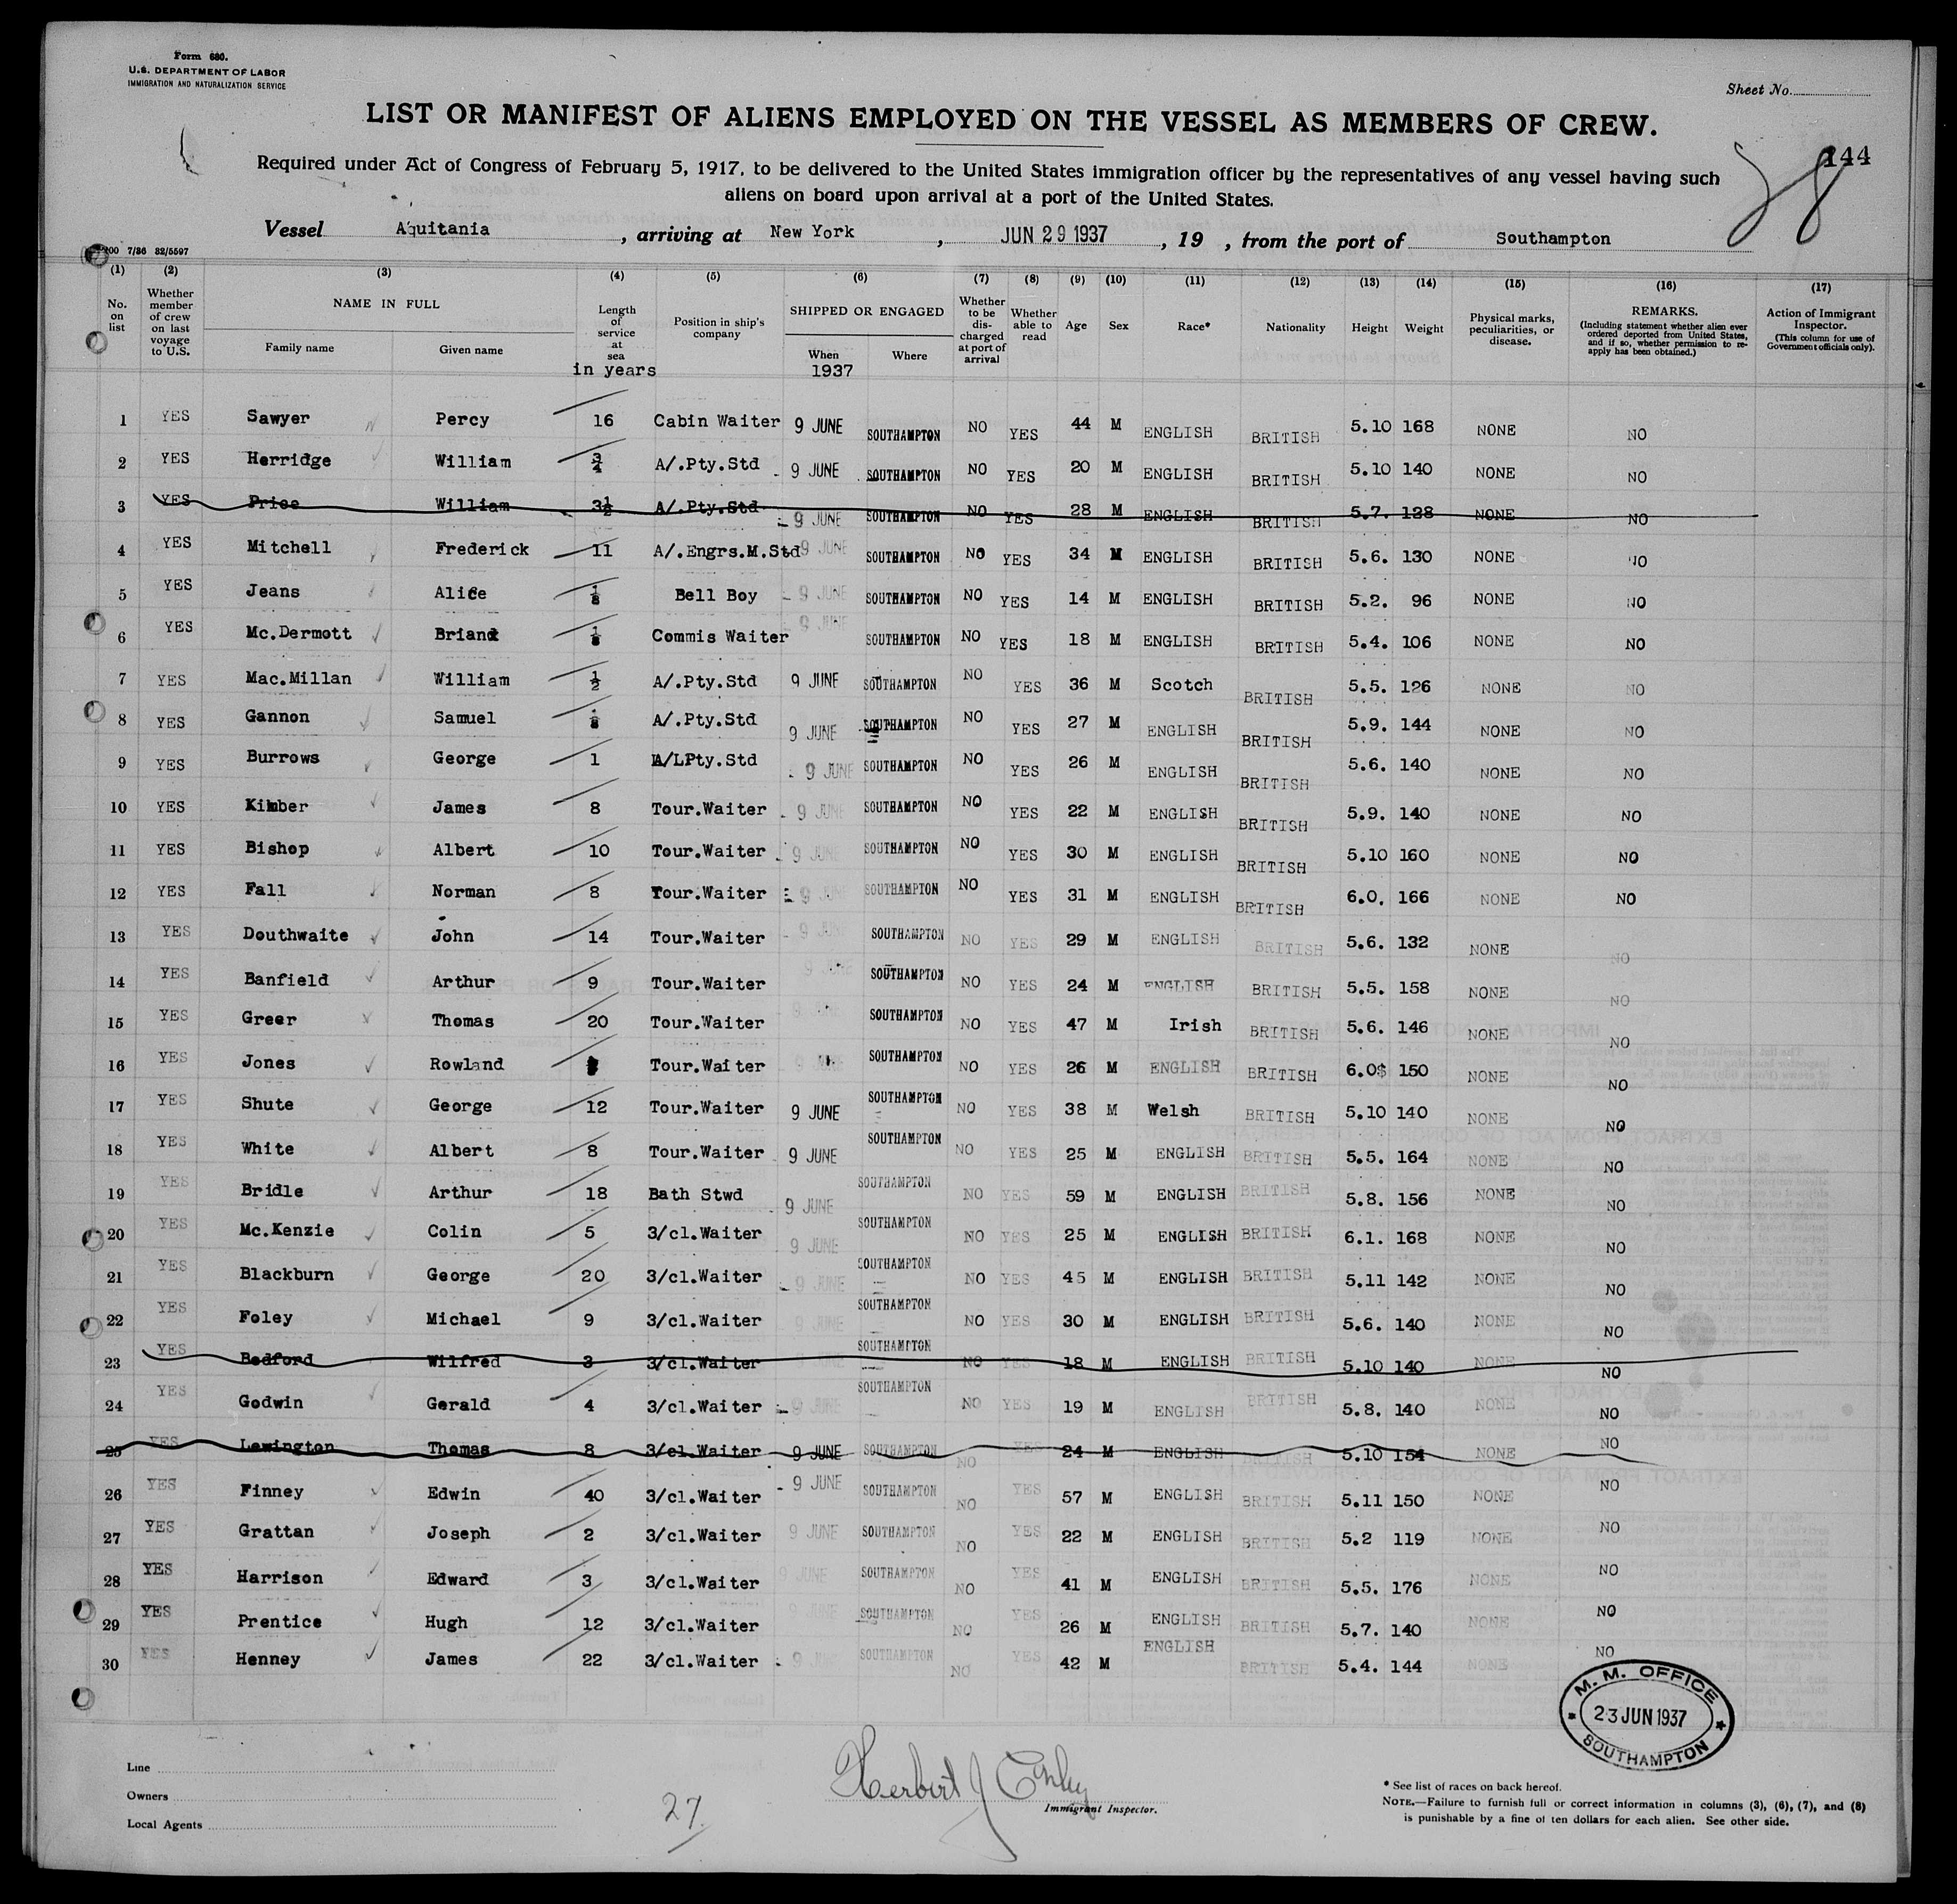 Form 680.
U.S. DEPARTMENT OF LABOR
IMMIGRATION AND NATURALIZATION SERVICE
Sheet No.
LIST OR MANIFEST OF ALIENS EMPLOYED ON THE VESSEL AS MEMBERS OF CREW.
144
Required under Act of Congress of February 5, 1917, to be delivered to the United States immigration officer by the representatives of any vessel having such
aliens on board upon arrival at a port of the United States.
Vessel Aquitania, arriving at New York, JUN 29 1937, 19 , from the port of Southampton
7/36 32/5597
(1) (2) (3) (4) (5) (6) (7) (8) (9) (10) (11) (12) (13) (14) (15) (16) (17)
No. on list
Whether member of crew on last voyage to U.S.
NAME IN FULL
Family name
Given name
Length of service at sea
in years
Position in ship's company
SHIPPED OR ENGAGED
When
1937
Where
Whether to be discharged at port of arrival
Whether able to read
Age
Sex
Race*
Nationality
Height
Weight
Physical marks, peculiarities, or disease.
REMARKS.
(Including statement whether alien ever ordered deported from United States, and if so, whether permission to re-apply has been obtained.)
Action of Immigrant Inspector.
(This column for use of Government officials only).
1 YES Sawyer Percy 16 Cabin Waiter 9 JUNE SOUTHAMPTON NO YES 44 M ENGLISH BRITISH 5.10 168 NONE NO
2 YES Herridge William 3/4 A/.Pty.Std 9 JUNE SOUTHAMPTON NO YES 20 M ENGLISH BRITISH 5.10 140 NONE NO
3 YES Price William 3½ A/.Pty.Std 9 JUNE SOUTHAMPTON NO YES 28 M ENGLISH BRITISH 5.7. 128 NONE NO
4 YES Mitchell Frederick 11 A/.Engrs.M.Std 9 JUNE SOUTHAMPTON NO YES 34 M ENGLISH BRITISH 5.6. 130 NONE NO
5 YES Jeans 1/8 Bell Boy 9 JUNE SOUTHAMPTON NO YES 14 M ENGLISH BRITISH 5.2. 96 NONE NO
6 YES Mc.Dermott Brian Commis Waiter 9 JUNE SOUTHAMPTON NO YES 18 M ENGLISH BRITISH 5.4. 106 NONE NO
7 YES Mac.Millan William ½ A/.Pty.Std 9 JUNE SOUTHAMPTON NO YES 36 M Scotch BRITISH 5.5. 126 NONE NO
8 YES Gannon Samuel A/.Pty.Std 9 JUNE SOUTHAMPTON NO YES 27 M ENGLISH BRITISH 5.9. 144 NONE NO
9 YES Burrows George 1 A/LPty.Std 9 JUNE SOUTHAMPTON NO YES 26 M ENGLISH BRITISH 5.6. 140 NONE NO
10 YES Kimber James 8 Tour.Waiter 9 JUNE SOUTHAMPTON NO YES 22 M ENGLISH BRITISH 5.9. 140 NONE NO
11 YES Bishop Albert 10 Tour.Waiter 9 JUNE SOUTHAMPTON NO YES 30 M ENGLISH BRITISH 5.10 160 NONE NO
12 YES Fall Norman 8 Tour.Waiter 9 JUNE SOUTHAMPTON NO YES 31 M ENGLISH BRITISH 6.0. 166 NONE NO
13 YES Douthwaite John 14 Tour.Waiter 9 JUNE SOUTHAMPTON NO YES 29 M ENGLISH BRITISH 5.6. 132 NONE NO
14 YES Banfield Arthur 9 Tour.Waiter 9 JUNE SOUTHAMPTON NO YES 24 M ENGLISH BRITISH 5.5. 158 NONE NO
15 YES Greer Thomas 20 Tour.Waiter SOUTHAMPTON NO YES 47 M Irish BRITISH 5.6. 146 NONE NO
16 YES Jones Rowland Tour.Waiter SOUTHAMPTON NO YES 26 M ENGLISH BRITISH 6.0 150 NONE NO
17 YES Shute George 12 Tour.Waiter 9 JUNE SOUTHAMPTON NO YES 38 M Welsh BRITISH 5.10 140 NONE NO
18 YES White Albert 8 Tour.Waiter 9 JUNE SOUTHAMPTON NO YES 25 M ENGLISH BRITISH 5.5. 164 NONE NO
19 YES Bridle Arthur 18 Bath Stwd 9 JUNE SOUTHAMPTON NO YES 59 M ENGLISH BRITISH 5.8. 156 NONE NO
20 YES Mc.Kenzie Colin 5 3/cl.Waiter 9 JUNE SOUTHAMPTON NO YES 25 M ENGLISH BRITISH 6.1. 168 NONE NO
21 YES Blackburn George 20 3/cl.Waiter 9 JUNE SOUTHAMPTON NO YES 45 M ENGLISH BRITISH 5.11 142 NONE NO
22 YES Foley Michael 9 3/cl.Waiter 9 JUNE SOUTHAMPTON NO YES 30 M ENGLISH BRITISH 5.6. 140 NONE NO
23 YES Bedford Wilfred 3 3/cl.Waiter SOUTHAMPTON NO YES 18 M ENGLISH BRITISH 5.10 140 NONE NO
24 YES Godwin Gerald 4 3/cl.Waiter 9 JUNE SOUTHAMPTON NO YES 19 M ENGLISH BRITISH 5.8. 140 NONE NO
25 YES Lewington Thomas 8 3/cl.Waiter 9 JUNE SOUTHAMPTON NO YES 24 M ENGLISH BRITISH 5.10 154 NONE NO
26 YES Finney Edwin 40 3/cl.Waiter 9 JUNE SOUTHAMPTON NO YES 57 M ENGLISH BRITISH 5.11 150 NONE NO
27 YES Grattan Joseph 2 3/cl.Waiter 9 JUNE SOUTHAMPTON NO YES 22 M ENGLISH BRITISH 5.2 119 NONE NO
28 YES Harrison Edward 3 3/cl.Waiter 9 JUNE SOUTHAMPTON NO YES 41 M ENGLISH BRITISH 5.5. 176 NONE NO
29 YES Prentice Hugh 12 3/cl.Waiter 9 JUNE SOUTHAMPTON NO YES 26 M ENGLISH BRITISH 5.7. 140 NONE NO
30 YES Henney James 22 3/cl.Waiter 9 JUNE SOUTHAMPTON NO YES 42 M ENGLISH BRITISH 5.4. 144 NONE NO
M. M. OFFICE
23 JUN 1937
SOUTHAMPTON
Line
Owners
Local Agents
27
Herbert J
Immigrant Inspector.
* See list of races on back hereof.
NOTE.—Failure to furnish full or correct information in columns (3), (6), (7), and (8)
is punishable by a fine of ten dollars for each alien. See other side.